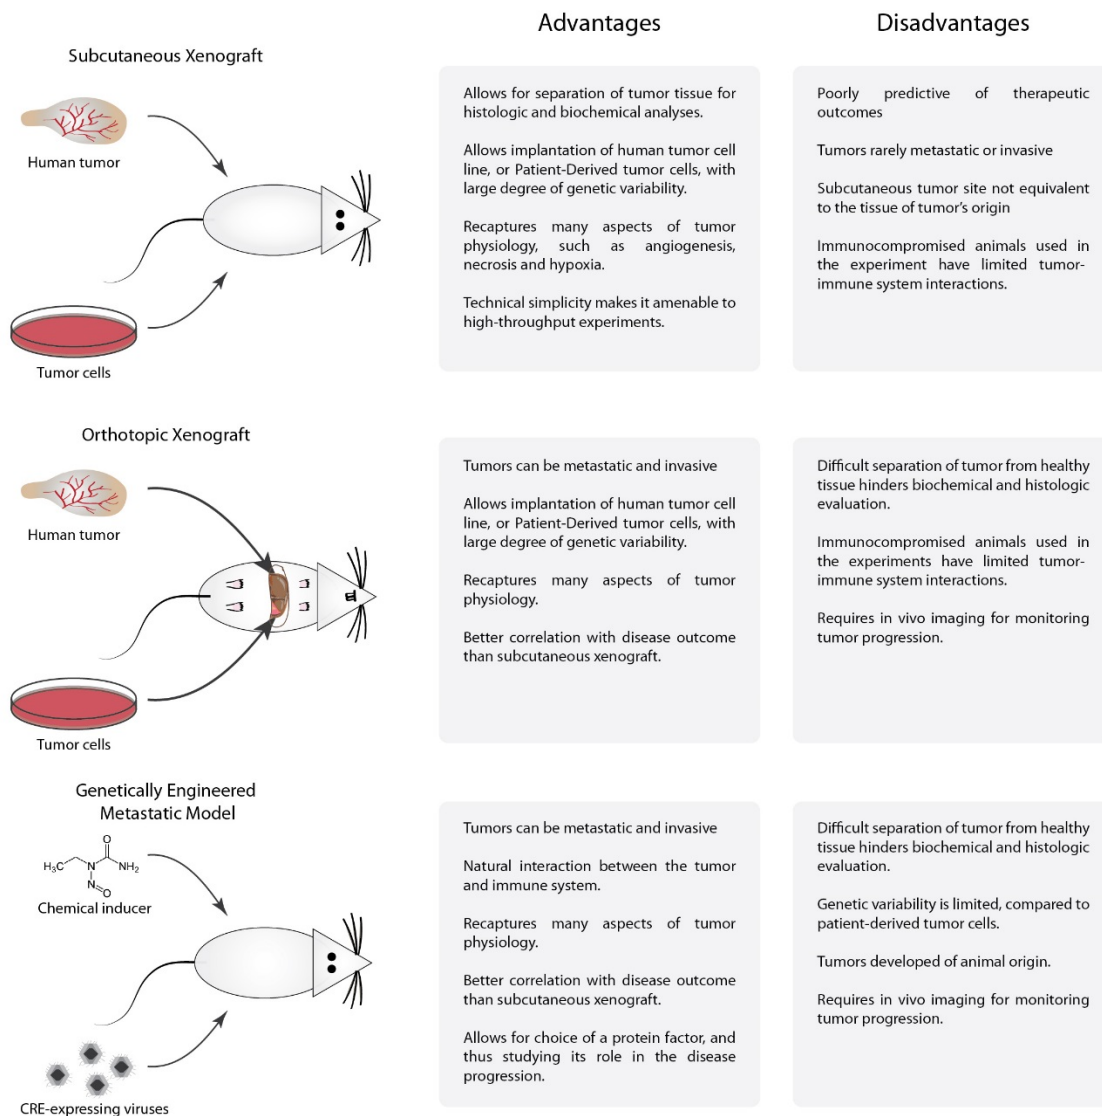 Advantages
Disadvantages
Subcutaneous Xenograft
Human tumor
Tumor cells
Allows for separation of tumor tissue for
histologic and biochemical analyses.
Allows implantation of human tumor cell
line, or Patient-Derived tumor cells, with
large degree of genetic variability.
Recaptures many aspects of tumor
physiology, such as angiogenesis,
necrosis and hypoxia.
Technical simplicity makes it amenable to
high-throughput experiments.
Poorly predictive of therapeutic
outcomes
Tumors rarely metastatic or invasive
Subcutaneous tumor site not equivalent
to the tissue of tumor's origin
Immunocompromised animals used in
the experiment have limited tumor-
immune system interactions.
Orthotopic Xenograft
Human tumor
Tumor cells
Tumors can be metastatic and invasive
Allows implantation of human tumor cell
line, or Patient-Derived tumor cells, with
large degree of genetic variability.
Recaptures many aspects of tumor
physiology.
Better correlation with disease outcome
than subcutaneous xenograft.
Difficult separation of tumor from healthy
tissue hinders biochemical and histologic
evaluation.
Immunocompromised animals used in
the experiments have limited tumor-
immune system interactions.
Requires in vivo imaging for monitoring
tumor progression.
Genetically Engineered
Metastatic Model
O
H₃C
N
NH₂
N
O
Chemical inducer
CRE-expressing viruses
Tumors can be metastatic and invasive
Natural interaction between the tumor
and immune system.
Recaptures many aspects of tumor
physiology.
Better correlation with disease outcome
than subcutaneous xenograft.
Allows for choice of a protein factor, and
thus studying its role in the disease
progression.
Difficult separation of tumor from healthy
tissue hinders biochemical and histologic
evaluation.
Genetic variability is limited, compared to
patient-derived tumor cells.
Tumors developed of animal origin.
Requires in vivo imaging for monitoring
tumor progression.